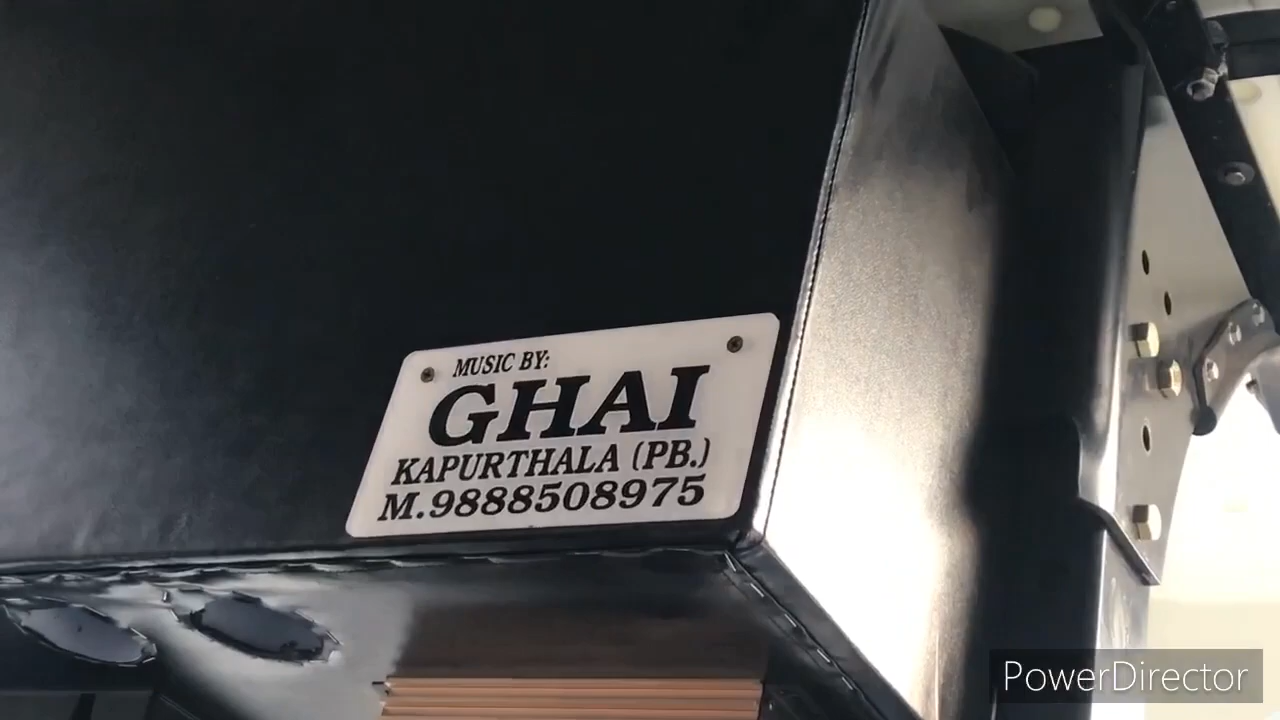 MUSIC BY:
GHAI
KAPURTHALA (PB.)
M.9888508975
PowerDirector